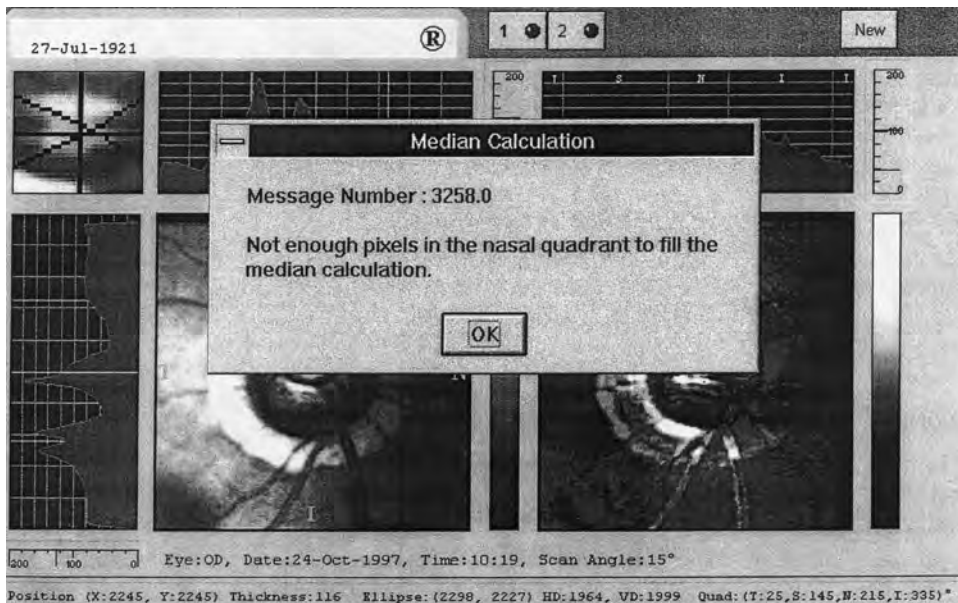 27-Jul-1921
®
1 2
New
200
T S N I T
200
100
0
Median Calculation
Message Number : 3258.0
Not enough pixels in the nasal quadrant to fill the
median calculation.
OK
T
N
I
Eye:OD, Date:24-Oct-1997, Time:10:19, Scan Angle:15°
200 100 0
Position (X:2245, Y:2245) Thickness:116 Ellipse:(2298, 2227) HD:1964, VD:1999 Quad:(T:25,S:145,N:215,I:335)°